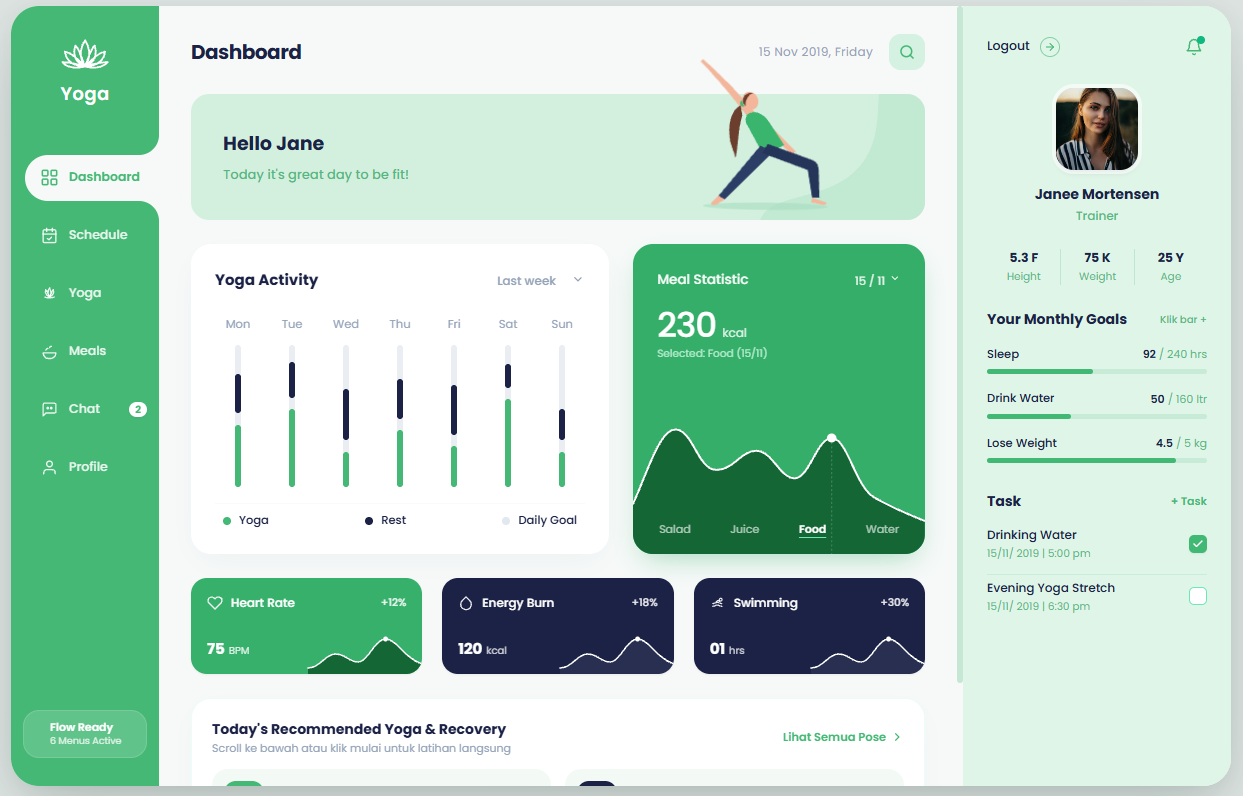 Yoga
Dashboard
Schedule
Yoga
Meals
Chat 2
Profile
Flow Ready
6 Menus Active
Dashboard
15 Nov 2019, Friday
Hello Jane
Today it's great day to be fit!
Yoga Activity
Last week
Mon Tue Wed Thu Fri Sat Sun
Yoga Rest Daily Goal
Meal Statistic
15 / 11
230 kcal
Selected: Food (15/11)
Salad Juice Food Water
Heart Rate +12%
75 BPM
Energy Burn +18%
120 kcal
Swimming +30%
01 hrs
Today's Recommended Yoga & Recovery
Scroll ke bawah atau klik mulai untuk latihan langsung
Lihat Semua Pose
Logout
Janee Mortensen
Trainer
5.3 F 75 K 25 Y
Height Weight Age
Your Monthly Goals Klik bar +
Sleep 92 / 240 hrs
Drink Water 50 / 160 ltr
Lose Weight 4.5 / 5 kg
Task + Task
Drinking Water
15/11/ 2019 | 5:00 pm
Evening Yoga Stretch
15/11/ 2019 | 6:30 pm